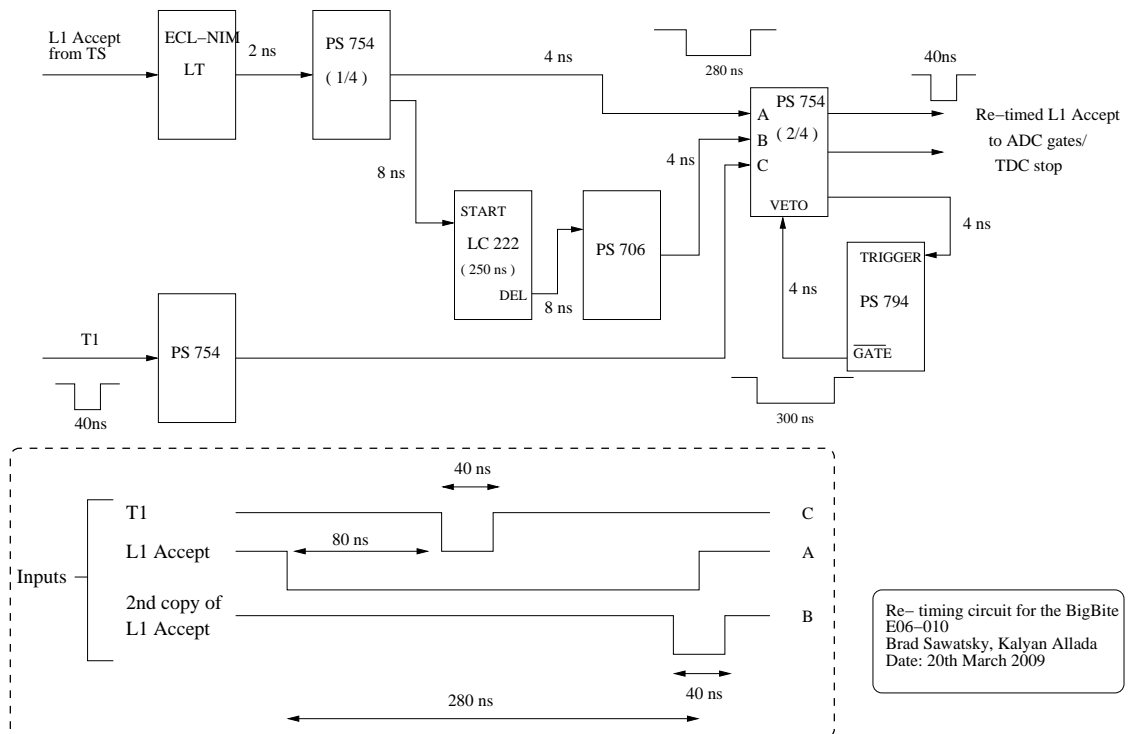 L1 Accept
from TS
ECL−NIM
LT
2 ns
PS 754
( 1/4 )
4 ns
280 ns
40ns
A
B
C
PS 754
( 2/4 )
VETO
Re−timed L1 Accept
to ADC gates/
TDC stop
8 ns
START
LC 222
( 250 ns )
DEL
8 ns
PS 706
4 ns
4 ns
4 ns
TRIGGER
PS 794
GATE
T1
40ns
PS 754
300 ns
40 ns
Inputs
T1
C
L1 Accept
80 ns
A
2nd copy of
L1 Accept
B
40 ns
280 ns
Re− timing circuit for the BigBite
E06−010
Brad Sawatsky, Kalyan Allada
Date: 20th March 2009